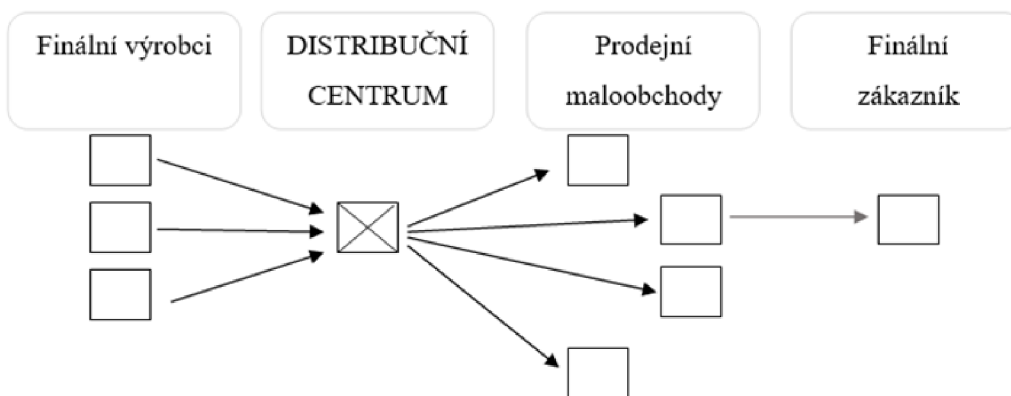 Finální výrobci
DISTRIBUČNÍ
CENTRUM
Prodejní
maloobchody
Finální
zákazník